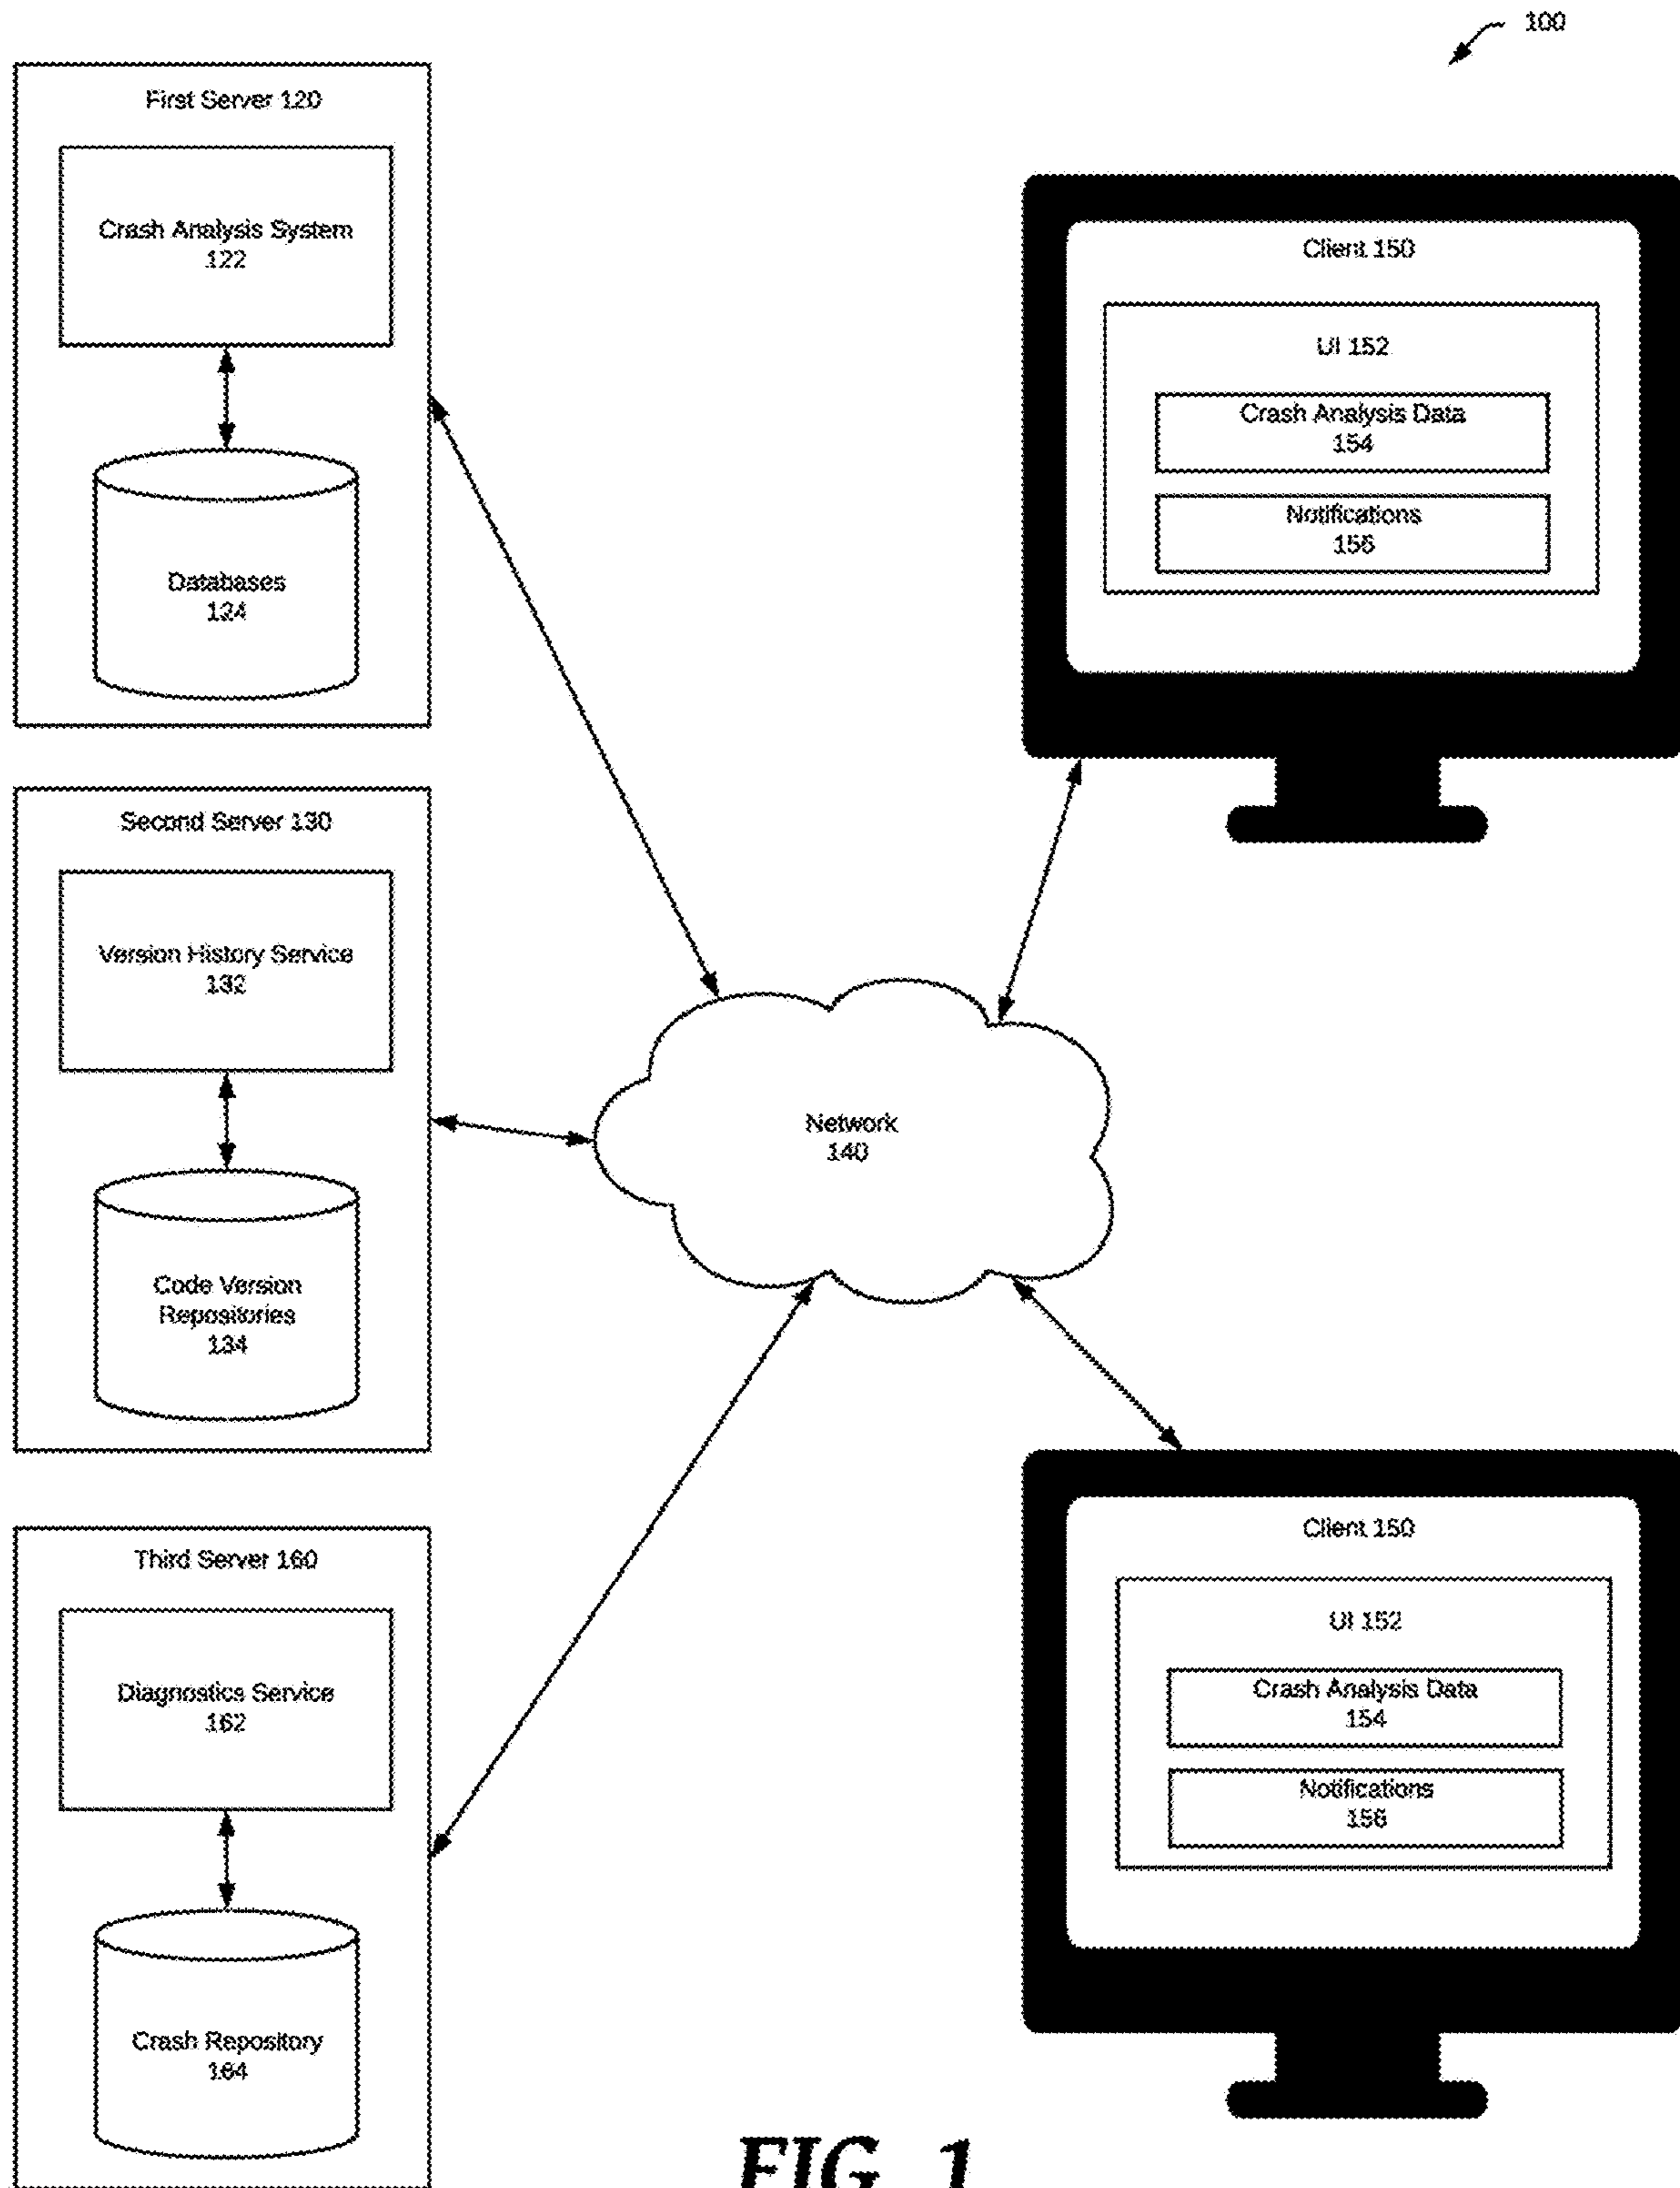 100
First Server 120
Crash Analysis System
122
Databases
124
Client 150
UI 152
Crash Analysis Data
154
Notifications
156
Second Server 130
Version History Service
132
Code Version
Repositories
134
Network
140
Third Server 160
Diagnostics Service
162
Crash Repository
164
Client 150
UI 152
Crash Analysis Data
154
Notifications
156
FIG. 1